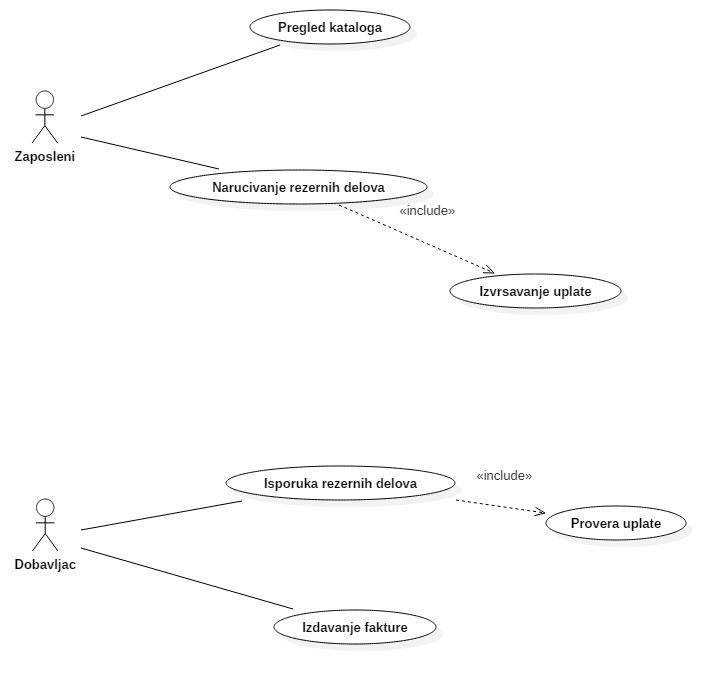 Pregled kataloga
Zaposleni
Narucivanje rezernih delova
«include»
Izvrsavanje uplate
Isporuka rezernih delova
«include»
Provera uplate
Dobavljac
Izdavanje fakture